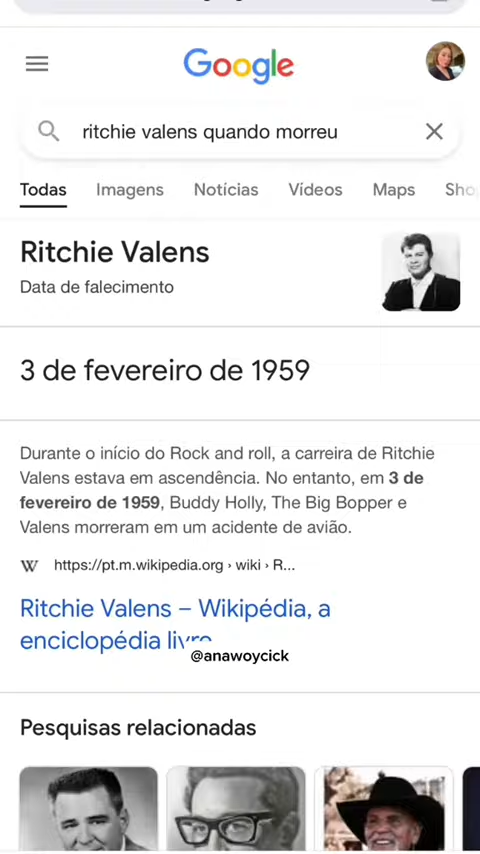 Google
ritchie valens quando morreu
Todas Imagens Notícias Vídeos Maps
Ritchie Valens
Data de falecimento
3 de fevereiro de 1959
Durante o início do Rock and roll, a carreira de Ritchie
Valens estava em ascendência. No entanto, em 3 de
fevereiro de 1959, Buddy Holly, The Big Bopper e
Valens morreram em um acidente de avião.
W https://pt.m.wikipedia.org › wiki › R...
Ritchie Valens – Wikipédia, a
enciclopédia livre
@anawoycick
Pesquisas relacionadas